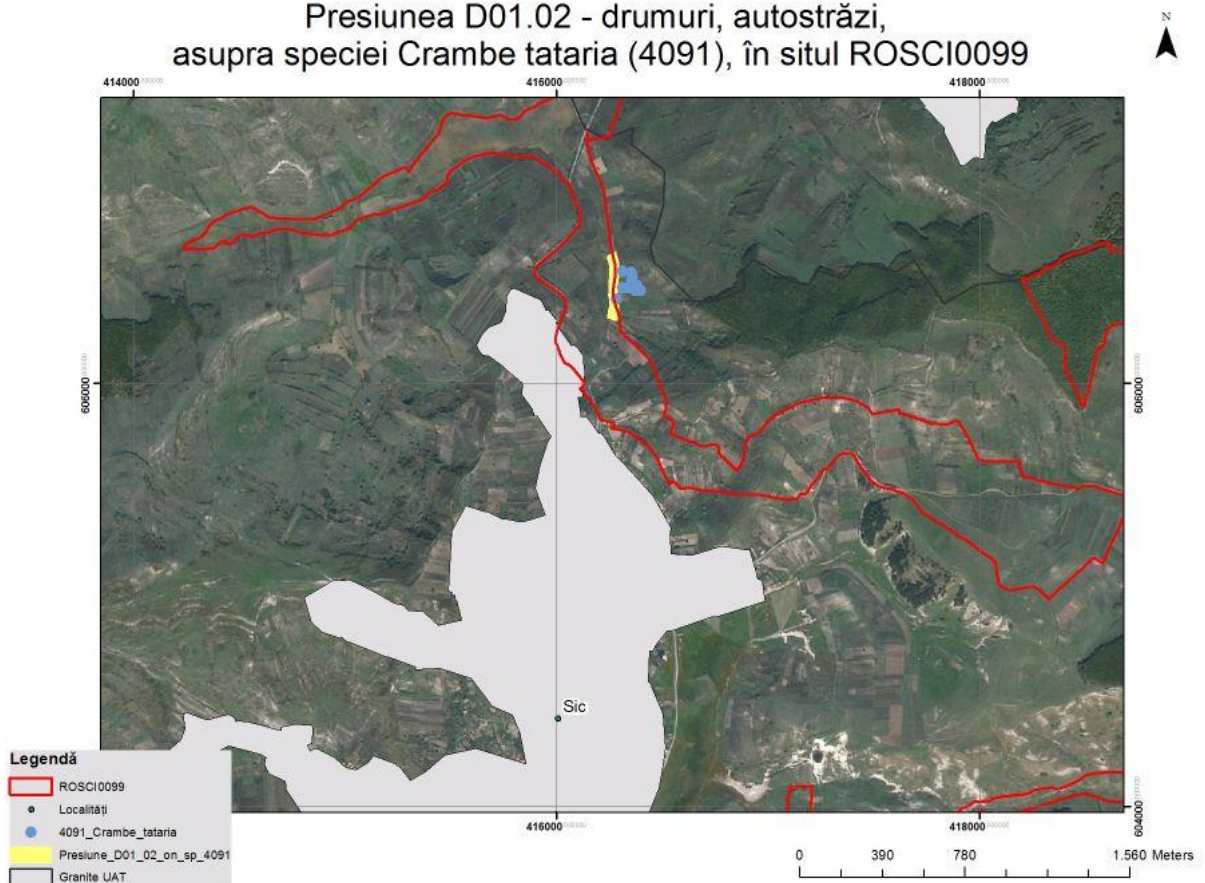 Presiunea D01.02 - drumuri, autostrăzi,
asupra speciei Crambe tataria (4091), în situl ROSCI0099
N
414000
416000
418000
606000
606000
Sic
Legendă
ROSCI0099
Localități
4091_Crambe_tataria
Presiune_D01_02_on_sp_4091
Granite UAT
416000
418000
604000
0 390 780 1.560 Meters